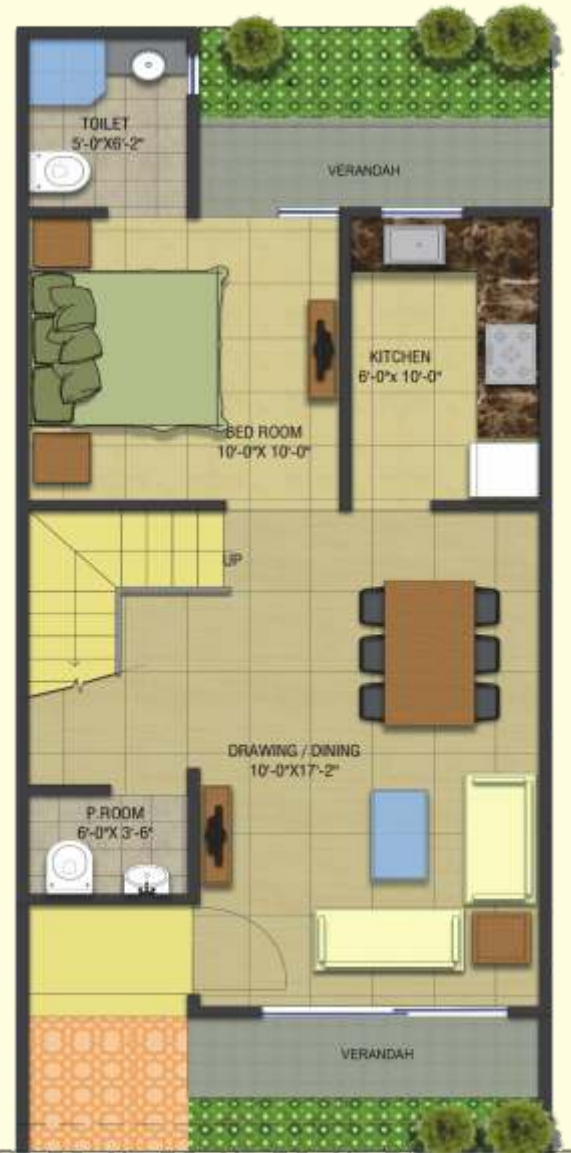 TOILET
5'-0"X6'-2"
VERANDAH
KITCHEN
6'-0"x 10'-0"
BED ROOM
10'-0"X 10'-0"
UP
DRAWING / DINING
10'-0"X17'-2"
P.ROOM
6'-0"X 3'-6"
VERANDAH